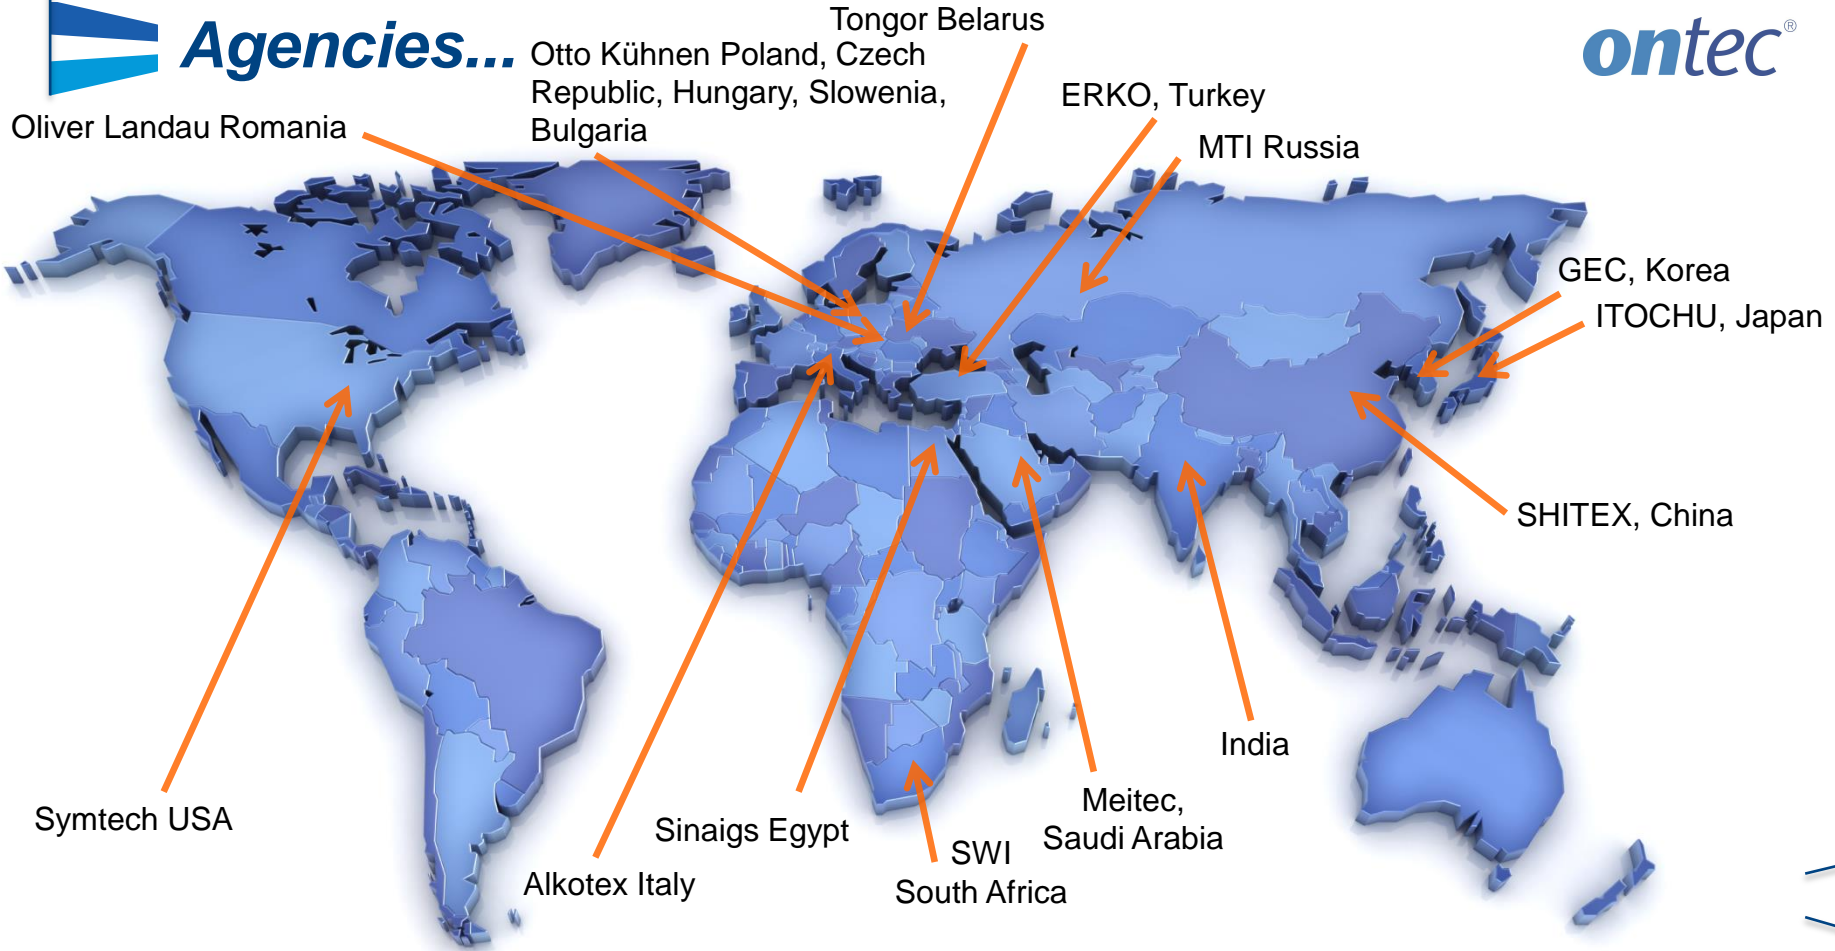 Agencies...
Tongor Belarus
ontec®
Otto Kühnen Poland, Czech
Republic, Hungary, Slowenia,
Bulgaria
ERKO, Turkey
Oliver Landau Romania
MTI Russia
GEC, Korea
ITOCHU, Japan
SHITEX, China
India
Meitec,
Saudi Arabia
Symtech USA
Sinaigs Egypt
SWI
South Africa
Alkotex Italy